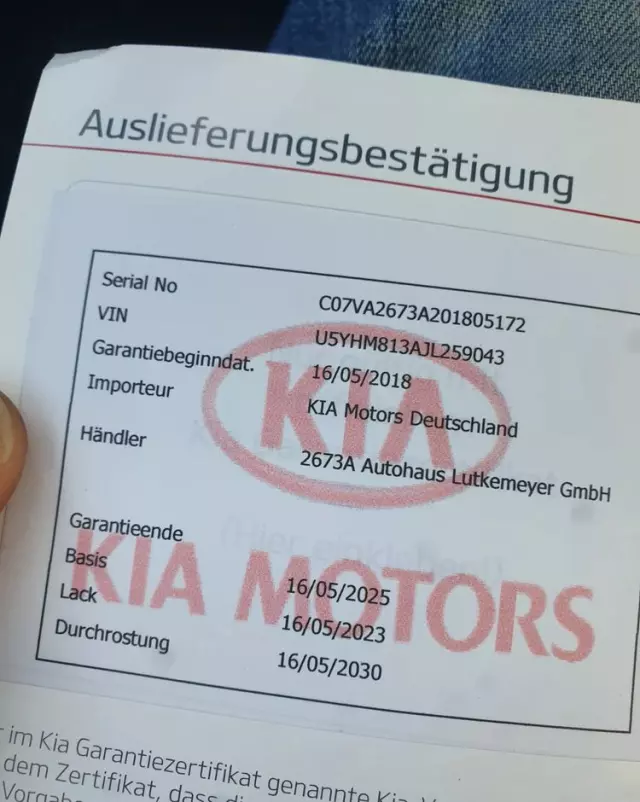 Auslieferungsbestätigung
Serial No C07VA2673A201805172
VIN U5YHM813AJL259043
Garantiebeginndat. 16/05/2018
Importeur KIA Motors Deutschland
Händler 2673A Autohaus Lutkemeyer GmbH
KIA
Garantieende
Basis 16/05/2025
Lack 16/05/2023
Durchrostung 16/05/2030
KIA MOTORS
im Kia Garantiezertifikat genannte Kia
dem Zertifikat, dass